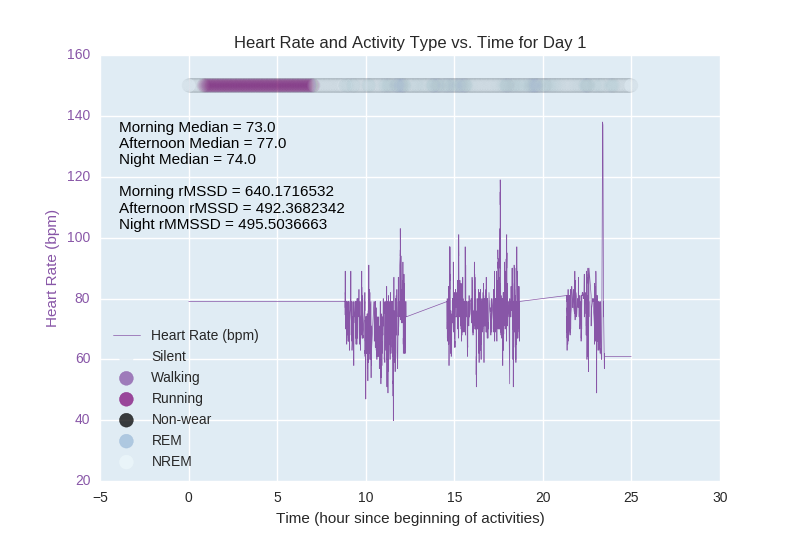 Heart Rate and Activity Type vs. Time for Day 1
160
140
120
100
80
60
40
20
Heart Rate (bpm)
Morning Median = 73.0
Afternoon Median = 77.0
Night Median = 74.0
Morning rMSSD = 640.1716532
Afternoon rMSSD = 492.3682342
Night rMMSSD = 495.5036663
Heart Rate (bpm)
Silent
Walking
Running
Non-wear
REM
NREM
-5 0 5 10 15 20 25 30
Time (hour since beginning of activities)